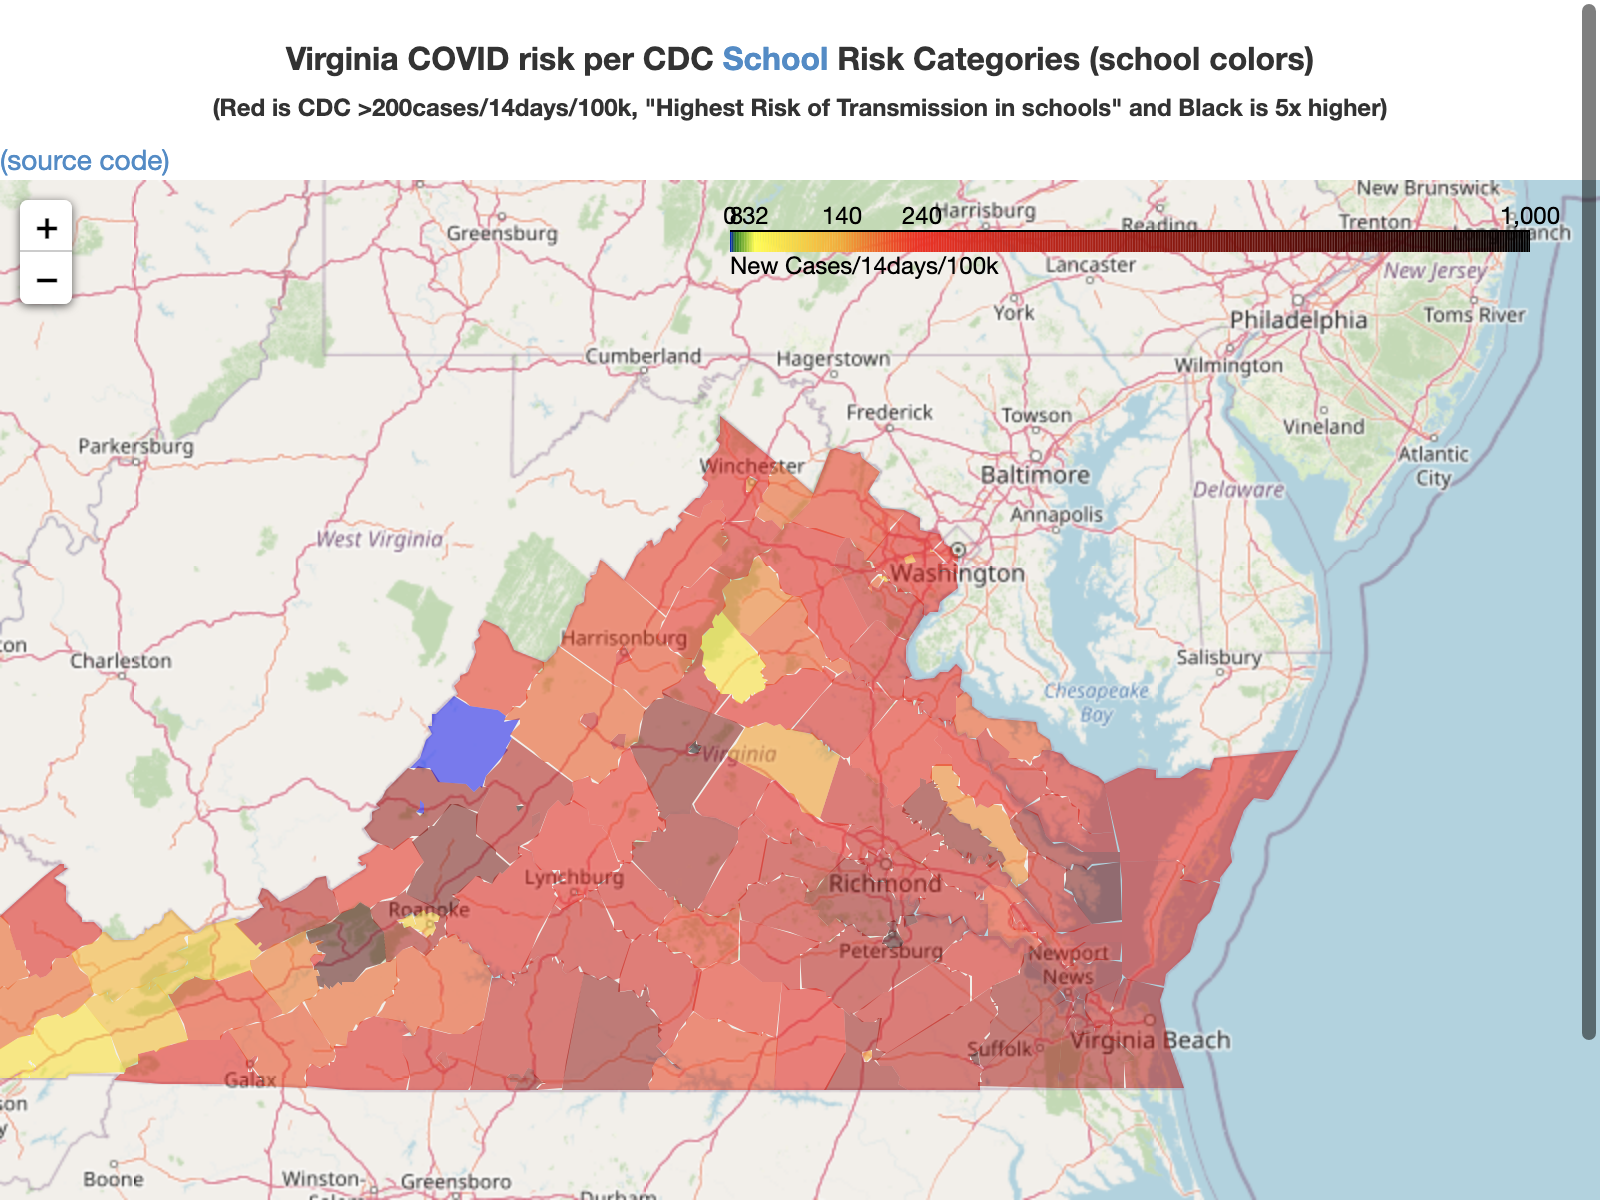 Virginia COVID risk per CDC School Risk Categories (school colors)
(Red is CDC >200cases/14days/100k, "Highest Risk of Transmission in schools" and Black is 5x higher)
(source code)
+
−
0 8 32 140 240 1,000
New Cases/14days/100k
New Brunswick
Harrisburg
Reading
Trenton
Long Branch
Greensburg
Lancaster
New Jersey
York
Philadelphia
Toms River
Cumberland
Hagerstown
Wilmington
Frederick
Towson
Vineland
Parkersburg
Winchester
Baltimore
Atlantic
City
Delaware
Annapolis
West Virginia
Washington
Harrisonburg
ton
Charleston
Salisbury
Chesapeake
Bay
Virginia
Lynchburg
Richmond
Roanoke
Petersburg
Newport
News
Suffolk
Virginia Beach
Galax
son
y
Boone
Winston-
Salem
Greensboro
Durham